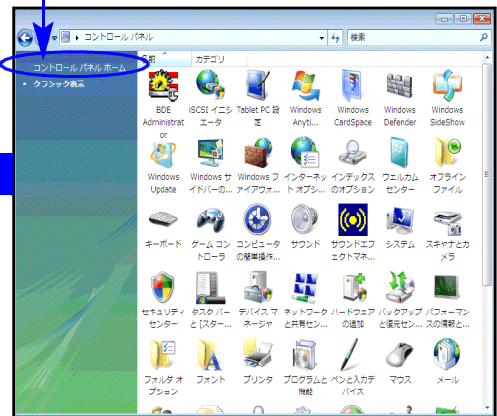 コントロール パネル
検索
コントロール パネル ホーム
クラシック表示
名前 カテゴリ
BDE Administrat or
iSCSI イニシ エータ
Tablet PC 設 定
Windows Anyti...
Windows CardSpace
Windows Defender
Windows SideShow
Windows Update
Windows サ イドバーの...
Windows フ ァイアウォ...
インターネッ ト オプシ...
インデックス のオプション
ウェルカム センター
オフライン ファイル
キーボード
ゲーム コン トローラ
コンピュータ の簡単操作...
サウンド
サウンドエフ ェクトマネ...
システム
スキャナとカ メラ
セキュリティ センター
タスク バー と [スター...
デバイス マ ネージャ
ネットワーク と共有セン...
ハードウェア の追加
バックアップ と復元セン...
パフォーマン スの情報と...
フォルダ オ プション
フォント
プリンタ
プログラムと 機能
ペンと入力デ バイス
マウス
メール